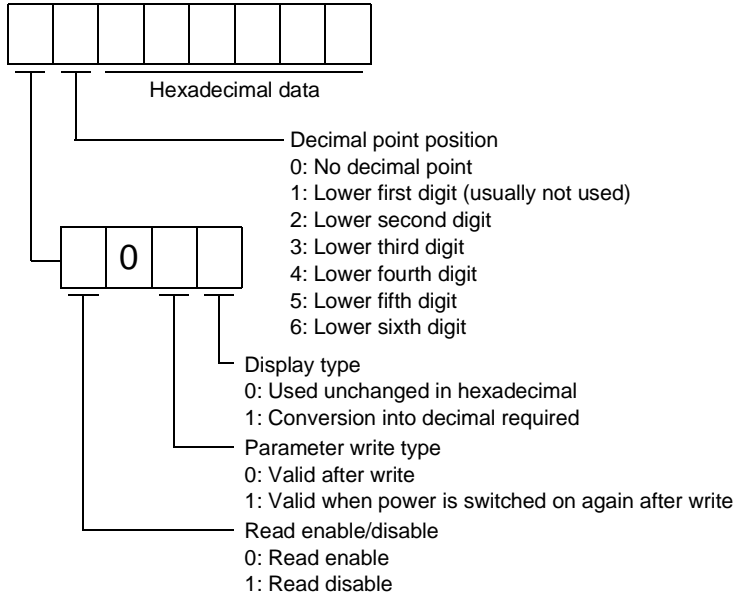 Hexadecimal data
Decimal point position
0: No decimal point
1: Lower first digit (usually not used)
2: Lower second digit
3: Lower third digit
4: Lower fourth digit
5: Lower fifth digit
6: Lower sixth digit
0
Display type
0: Used unchanged in hexadecimal
1: Conversion into decimal required
Parameter write type
0: Valid after write
1: Valid when power is switched on again after write
Read enable/disable
0: Read enable
1: Read disable